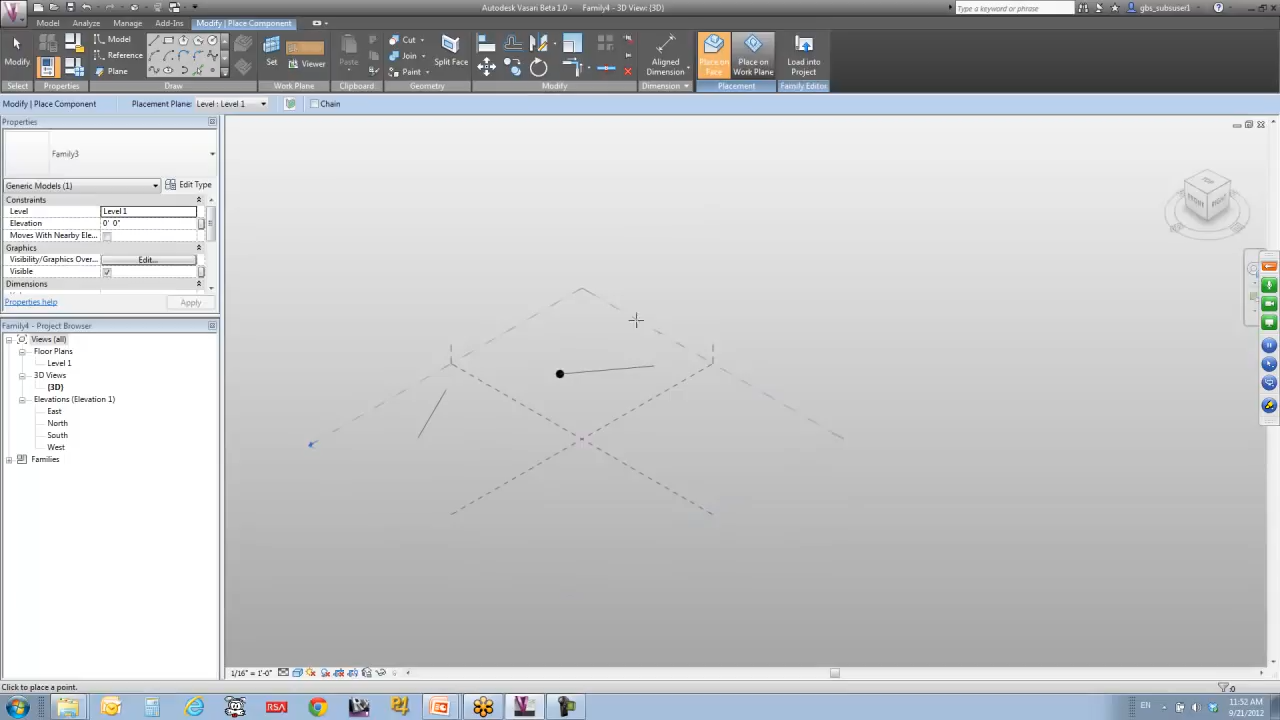 Autodesk Vasari Beta 1.0 - Family4 - 3D View: {3D}
Type a keyword or phrase
gbs_subsuser1
Home
Analyze
Manage
Add-Ins
Modify | Place Component
Modify
Model
Reference
Plane
Set
Viewer
Paste
Cut
Join
Paint
Split Face
Aligned Dimension
Place on Face
Place on Work Plane
Load into Project
Select
Properties
Draw
Work Plane
Clipboard
Geometry
Modify
Dimension
Placement
Family Editor
Modify | Place Component
Placement Plane:
Level : Level 1
Chain
Properties
Family3
Generic Models (1)
Edit Type
Constraints
Level
Level 1
Elevation
0' 0"
Moves With Nearby Ele...
Graphics
Visibility/Graphics Over...
Edit...
Visible
Dimensions
Properties help
Apply
Family4 - Project Browser
Views (all)
Floor Plans
Level 1
3D Views
{3D}
Elevations (Elevation 1)
East
North
South
West
Families
TOP
FRONT
RIGHT
1/16" = 1'-0"
Click to place a point.
:0
RSA
EN
11:52 AM
9/21/2012